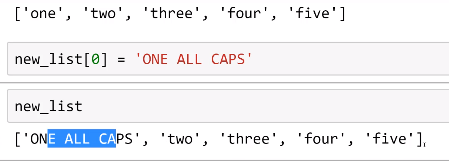 ['one', 'two', 'three', 'four', 'five']
new_list[0] = 'ONE ALL CAPS'
new_list
['ONE ALL CAPS', 'two', 'three', 'four', 'five']